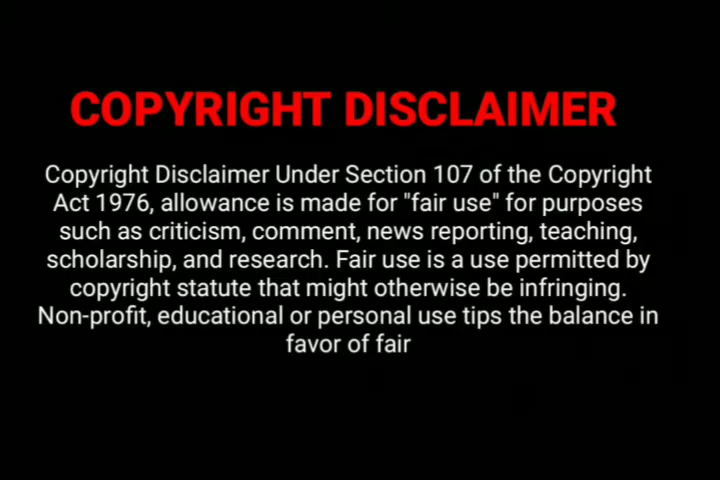 COPYRIGHT DISCLAIMER
Copyright Disclaimer Under Section 107 of the Copyright
Act 1976, allowance is made for "fair use" for purposes
such as criticism, comment, news reporting, teaching,
scholarship, and research. Fair use is a use permitted by
copyright statute that might otherwise be infringing.
Non-profit, educational or personal use tips the balance in
favor of fair